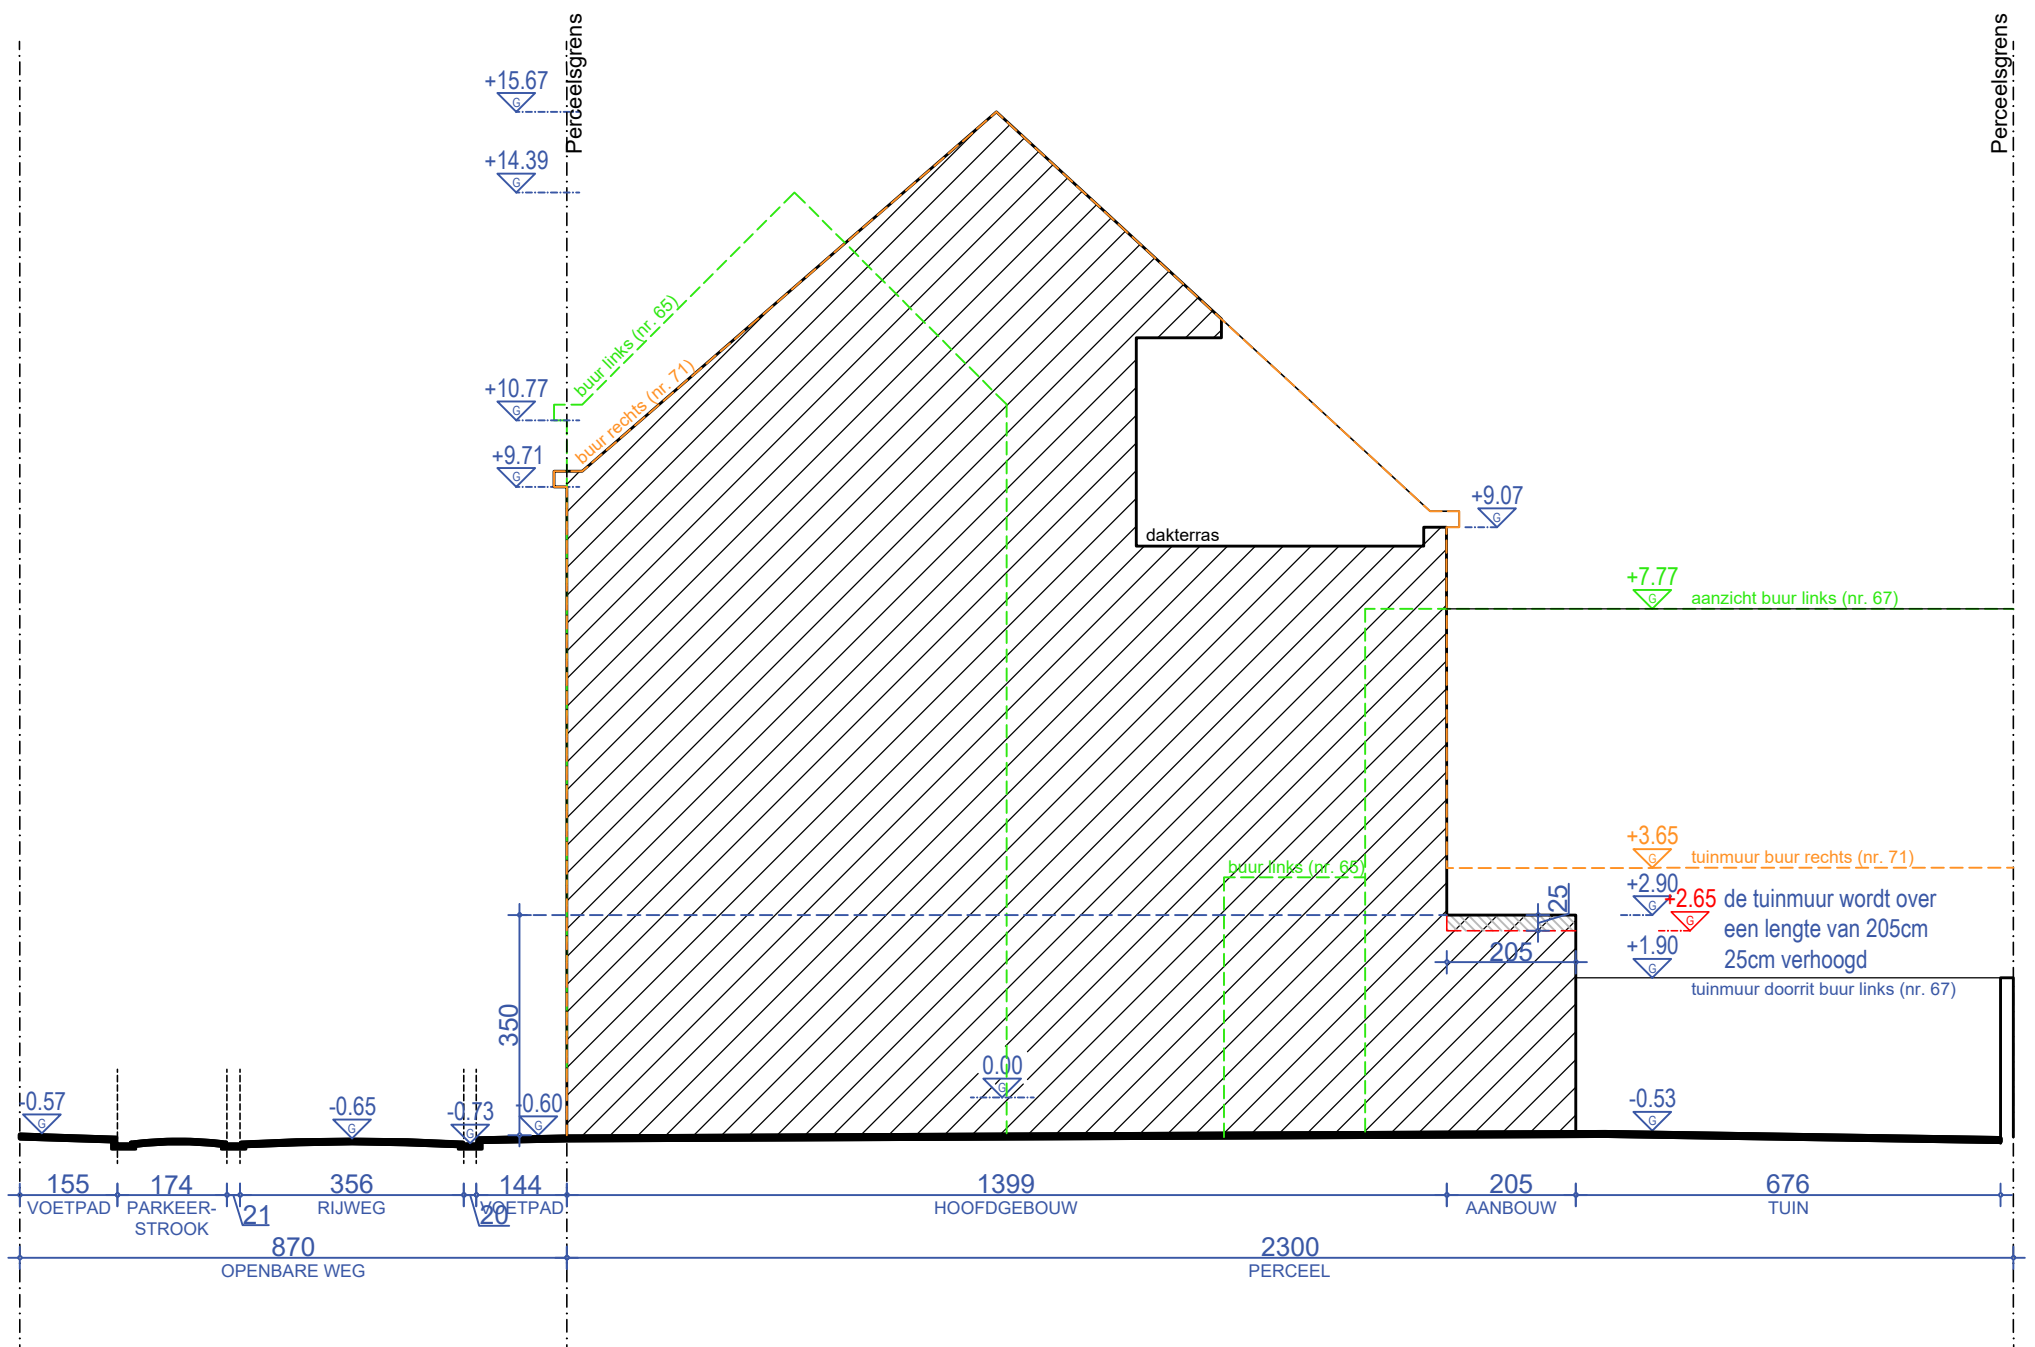 Perceelsgrens
Perceelsgrens
+15.67
G
+14.39
G
buur links (nr. 65)
+10.77
G
buur rechts (nr. 71)
+9.71
G
+9.07
G
dakterras
+7.77
G
aanzicht buur links (nr. 67)
+3.65
G
tuinmuur buur rechts (nr. 71)
buur links (nr. 65)
+2.90
G
+2.65
G
de tuinmuur wordt over
een lengte van 205cm
25cm verhoogd
25
205
+1.90
G
tuinmuur doorrit buur links (nr. 67)
350
0.00
G
-0.57
G
-0.65
G
-0.73
G
-0.60
G
-0.53
G
155
VOETPAD
174
PARKEER-
STROOK
21
356
RIJWEG
20
144
VOETPAD
1399
HOOFDGEBOUW
205
AANBOUW
676
TUIN
870
OPENBARE WEG
2300
PERCEEL